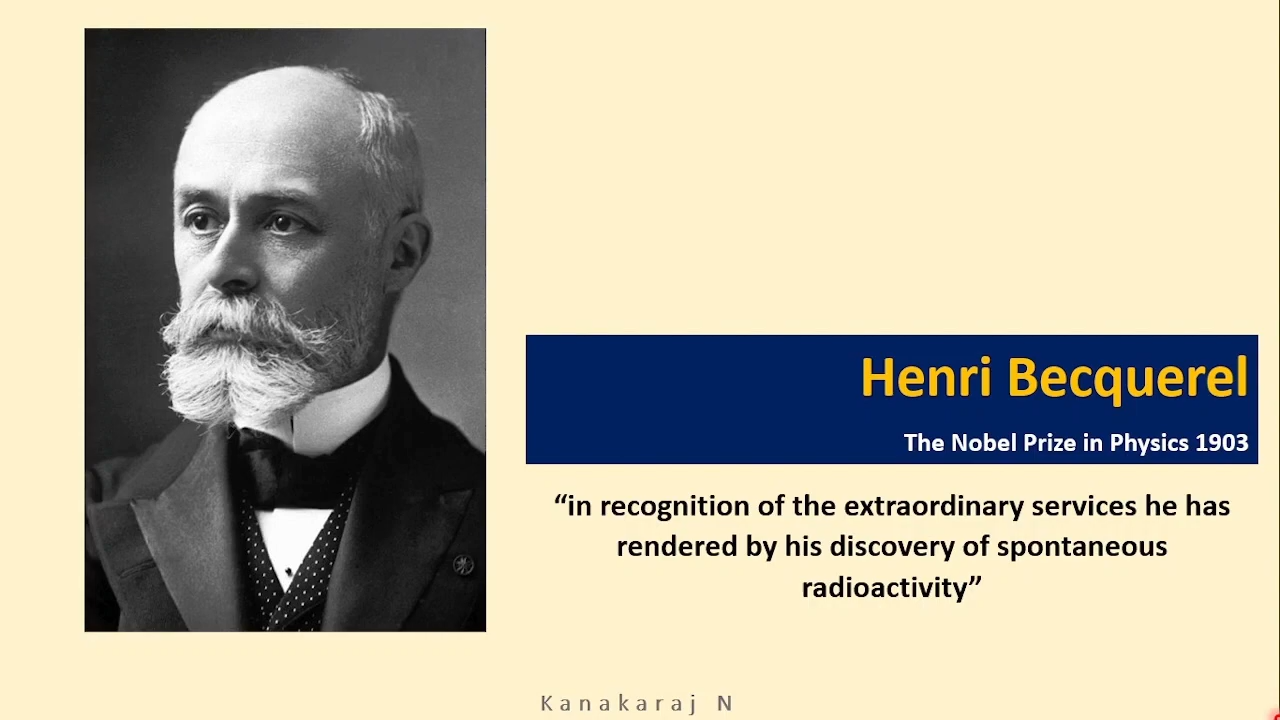 Henri Becquerel
The Nobel Prize in Physics 1903
“in recognition of the extraordinary services he has
rendered by his discovery of spontaneous
radioactivity”
Kanakaraj N